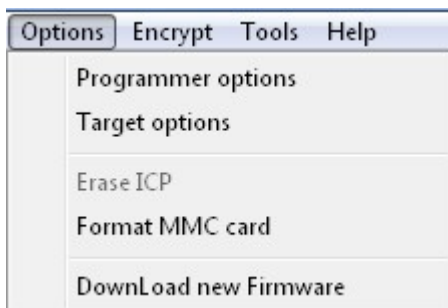 Options Encrypt Tools Help
Programmer options
Target options
Erase ICP
Format MMC card
DownLoad new Firmware